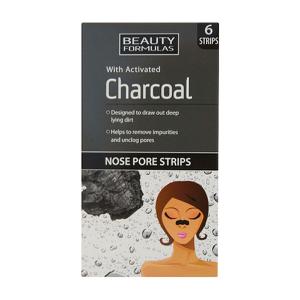 BEAUTY
FORMULAS
6
STRIPS
With Activated
Charcoal
Designed to draw out deep
lying dirt
Helps to remove impurities
and unclog pores
NOSE PORE STRIPS